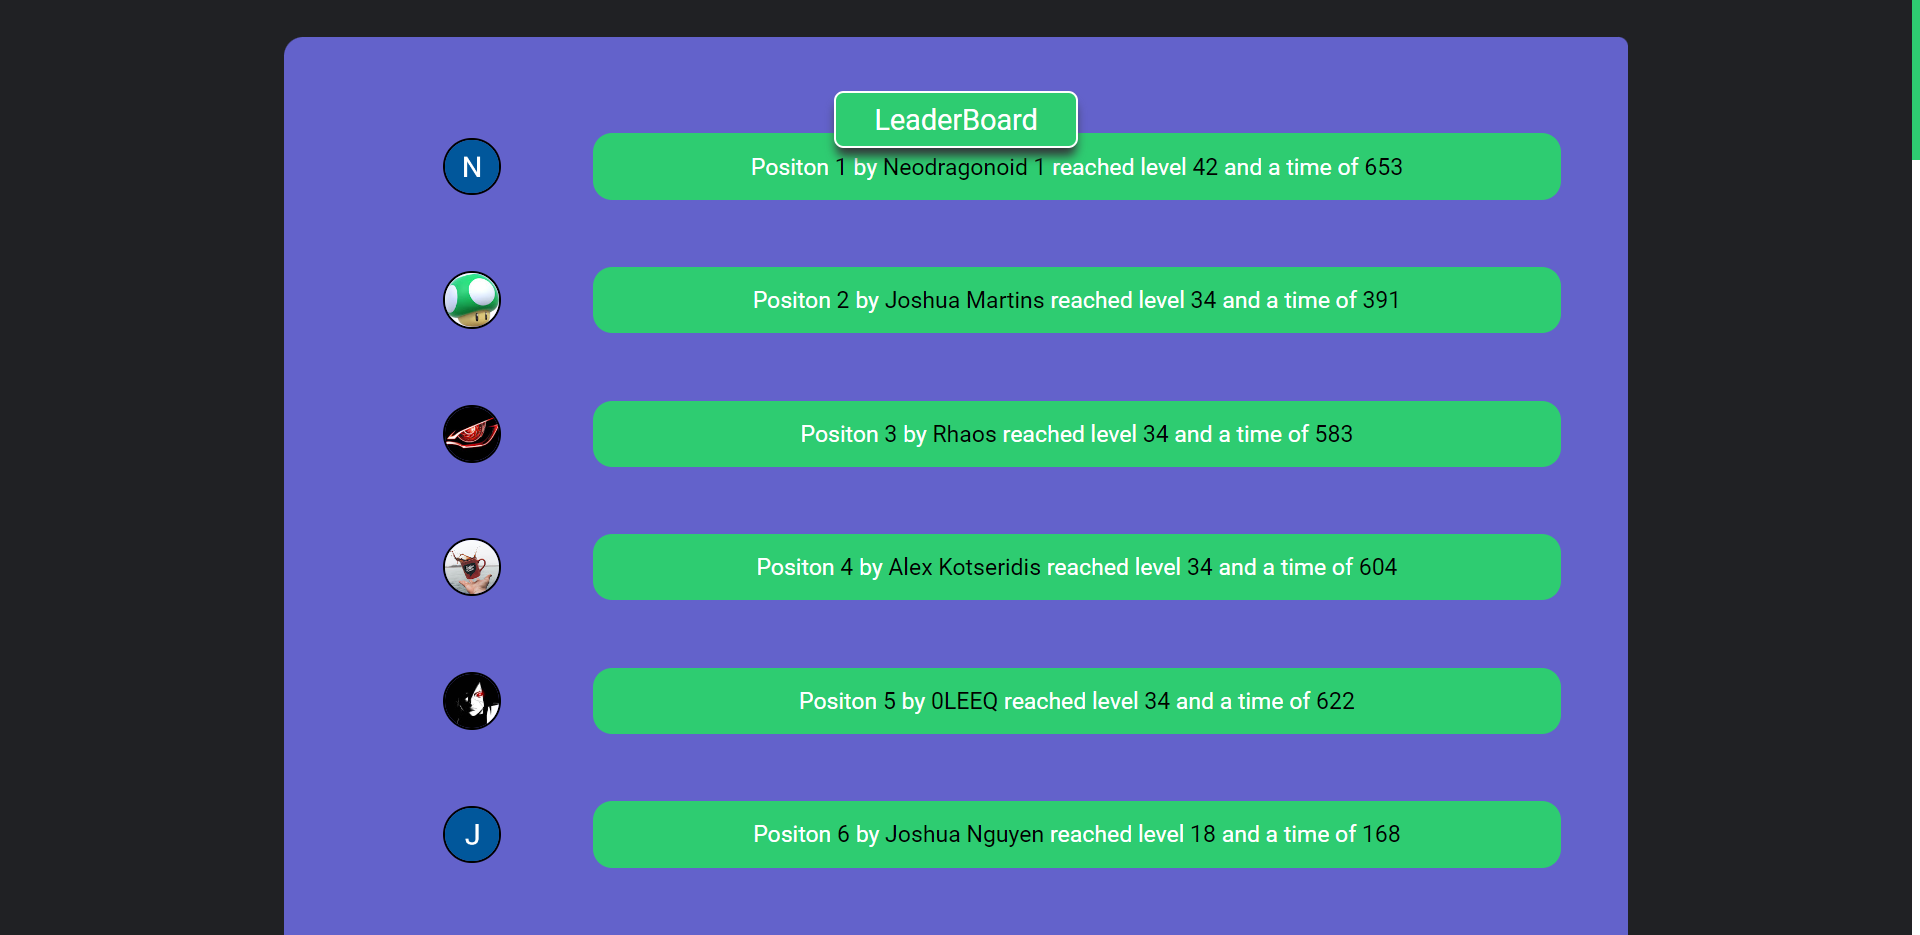 LeaderBoard
N
Positon 1 by Neodragonoid 1 reached level 42 and a time of 653
Positon 2 by Joshua Martins reached level 34 and a time of 391
Positon 3 by Rhaos reached level 34 and a time of 583
Positon 4 by Alex Kotseridis reached level 34 and a time of 604
Positon 5 by 0LEEQ reached level 34 and a time of 622
J
Positon 6 by Joshua Nguyen reached level 18 and a time of 168